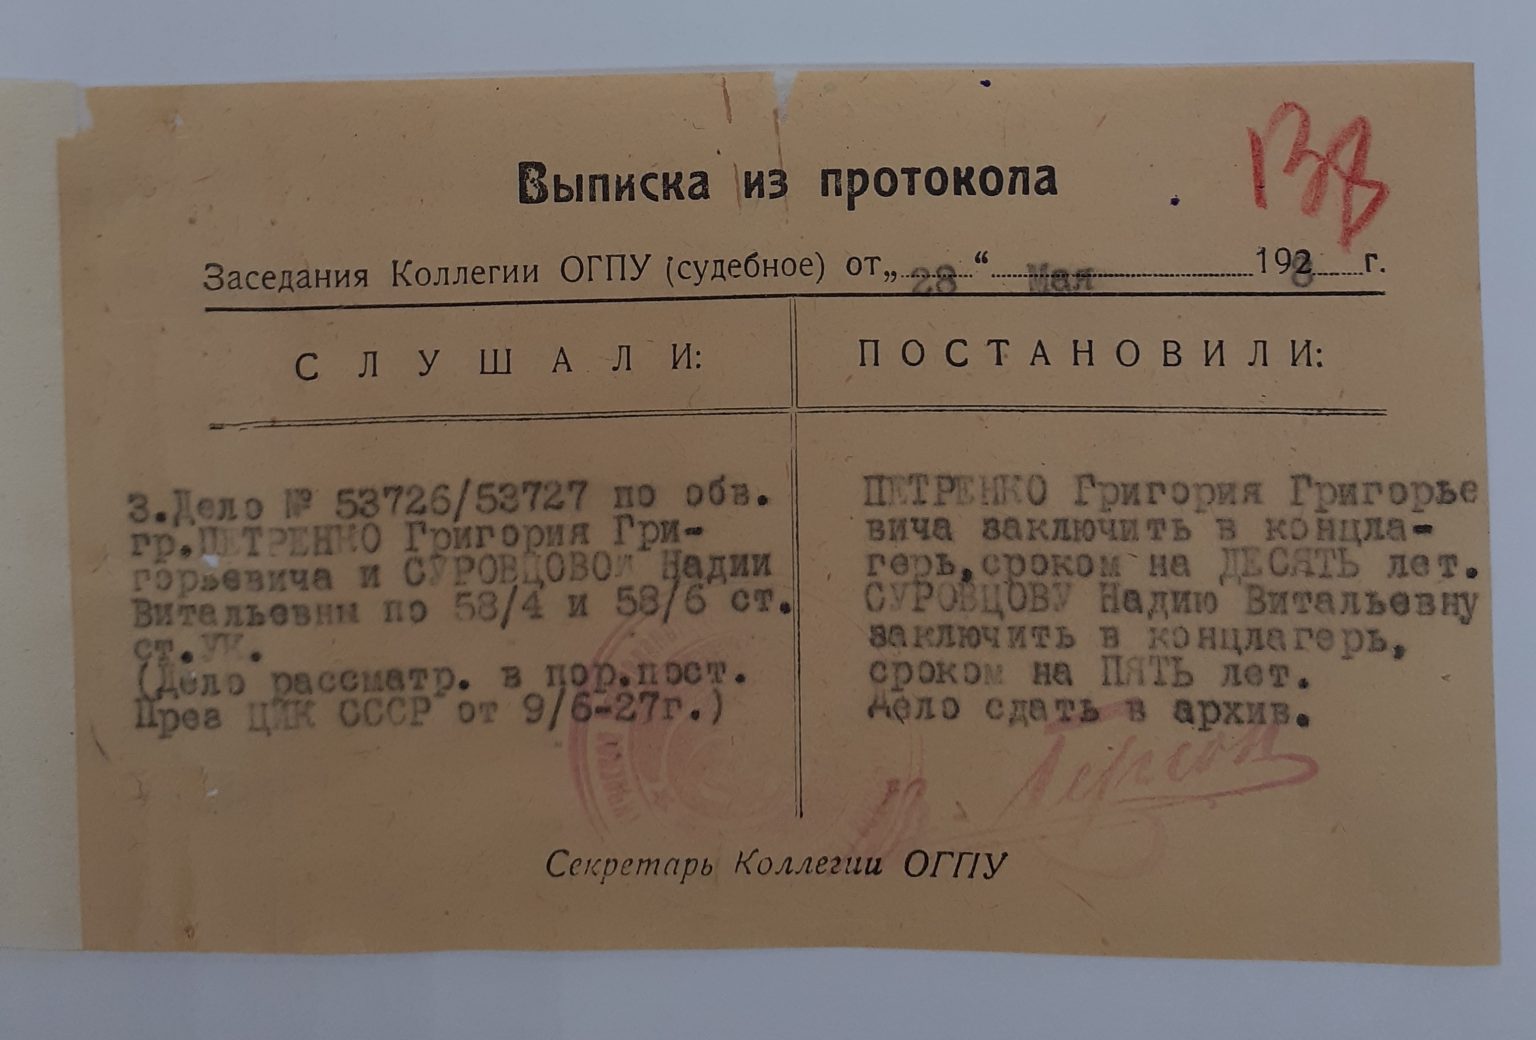 138
Выписка из протокола
Заседания Коллегии ОГПУ (судебное) от „ 28 “ Мая 1928 г.
СЛУШАЛИ:
3.Дело № 53726/53727 по обв.
гр.ПЕТРЕНКО Григория Гри-
горьевича и СУРОВЦОВОЙ Надии
Витальевны по 58/4 и 58/6 ст.
ст.УК.
(Дело рассматр. в пор.пост.
През ЦИК СССР от 9/6-27г.)
ПОСТАНОВИЛИ:
ПЕТРЕНКО Григория Григорье
вича заключить в концла-
герь,сроком на ДЕСЯТЬ лет.
СУРОВЦОВУ Надию Витальевну
заключить в концлагерь,
сроком на ПЯТЬ лет.
Дело сдать в архив.
Герсон
Секретарь Коллегии ОГПУ